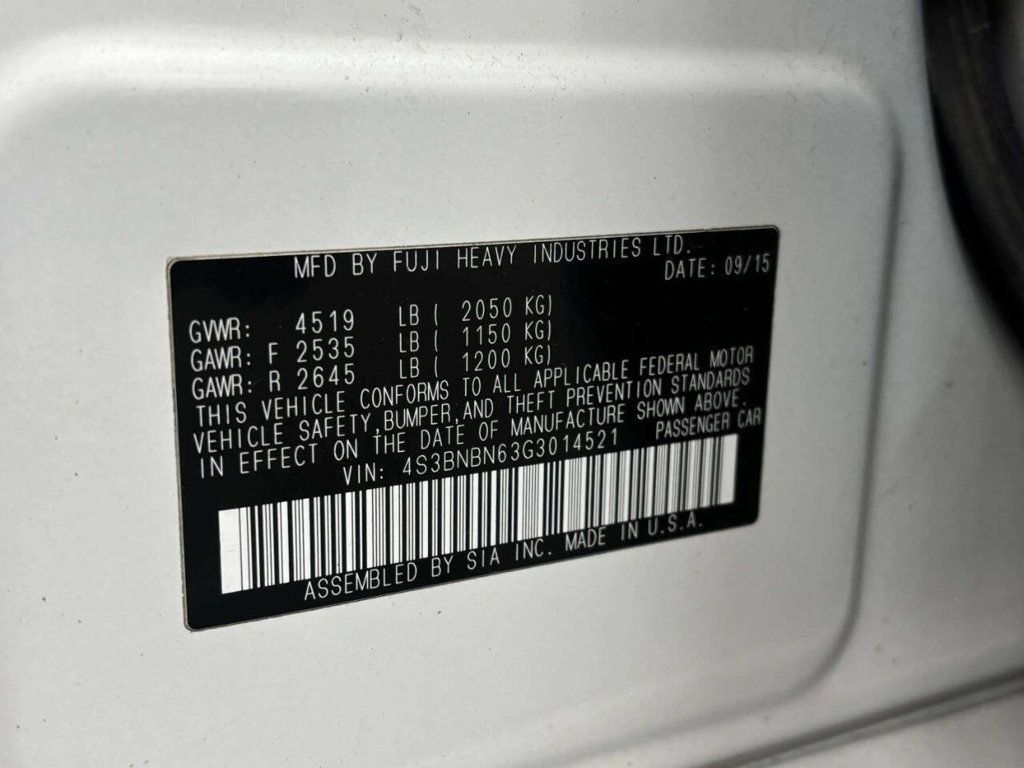 MFD BY FUJI HEAVY INDUSTRIES LTD.
DATE: 09/15
GVWR: 4519 LB ( 2050 KG)
GAWR: F 2535 LB ( 1150 KG)
GAWR: R 2645 LB ( 1200 KG)
THIS VEHICLE CONFORMS TO ALL APPLICABLE FEDERAL MOTOR
VEHICLE SAFETY,BUMPER,AND THEFT PREVENTION STANDARDS
IN EFFECT ON THE DATE OF MANUFACTURE SHOWN ABOVE.
VIN: 4S3BNBN63G3014521 PASSENGER CAR
ASSEMBLED BY SIA INC. MADE IN U.S.A.